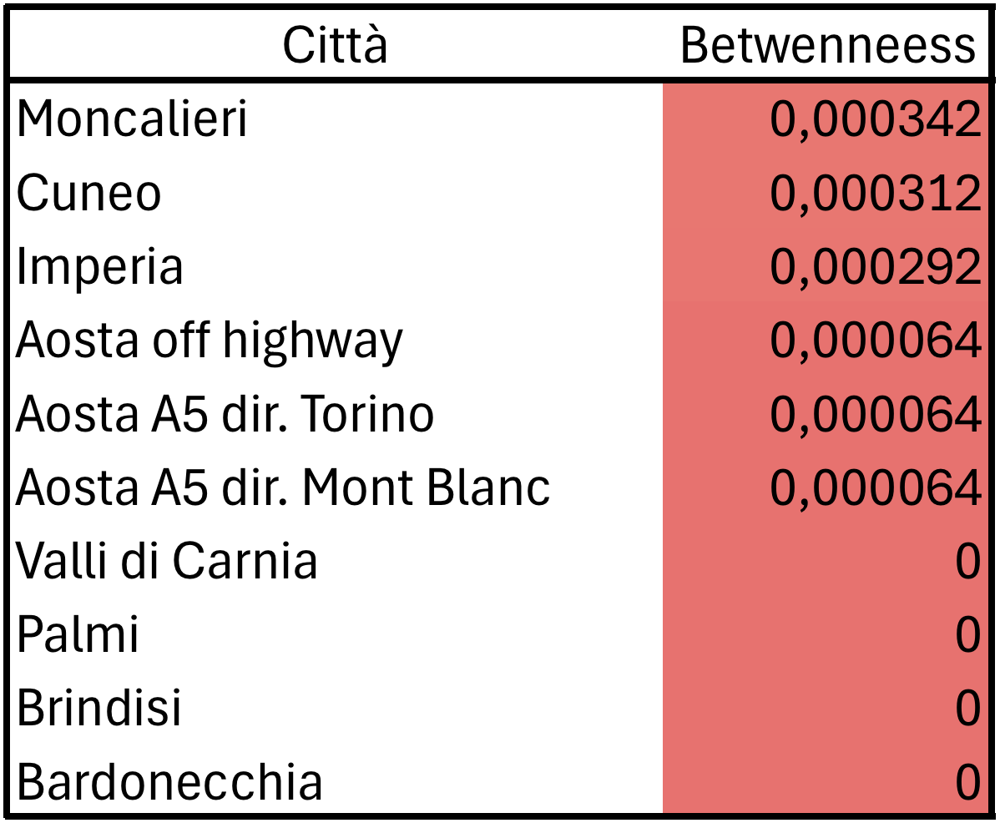 Città Betwenneess
Moncalieri 0,000342
Cuneo 0,000312
Imperia 0,000292
Aosta off highway 0,000064
Aosta A5 dir. Torino 0,000064
Aosta A5 dir. Mont Blanc 0,000064
Valli di Carnia 0
Palmi 0
Brindisi 0
Bardonecchia 0